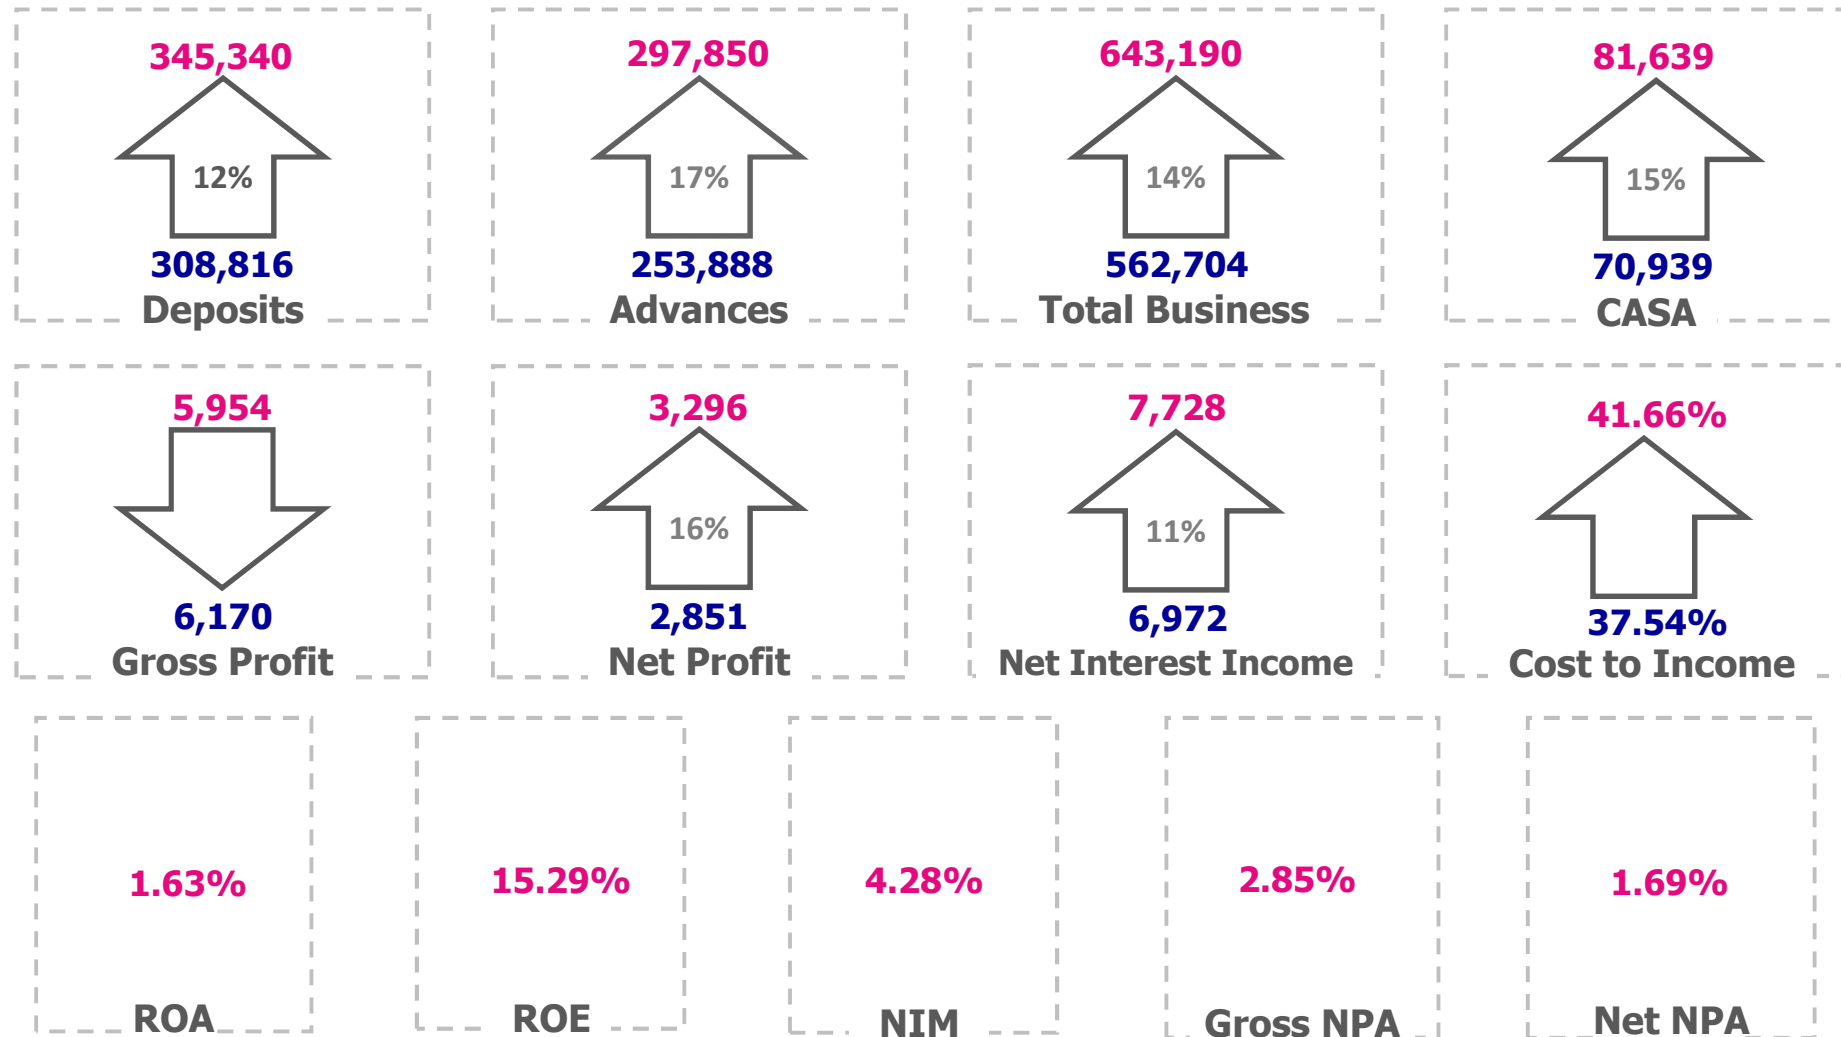 345,340
12%
308,816
Deposits
297,850
17%
253,888
Advances
643,190
14%
562,704
Total Business
81,639
15%
70,939
CASA
5,954
6,170
Gross Profit
3,296
16%
2,851
Net Profit
7,728
11%
6,972
Net Interest Income
41.66%
37.54%
Cost to Income
1.63%
ROA
15.29%
ROE
4.28%
NIM
2.85%
Gross NPA
1.69%
Net NPA